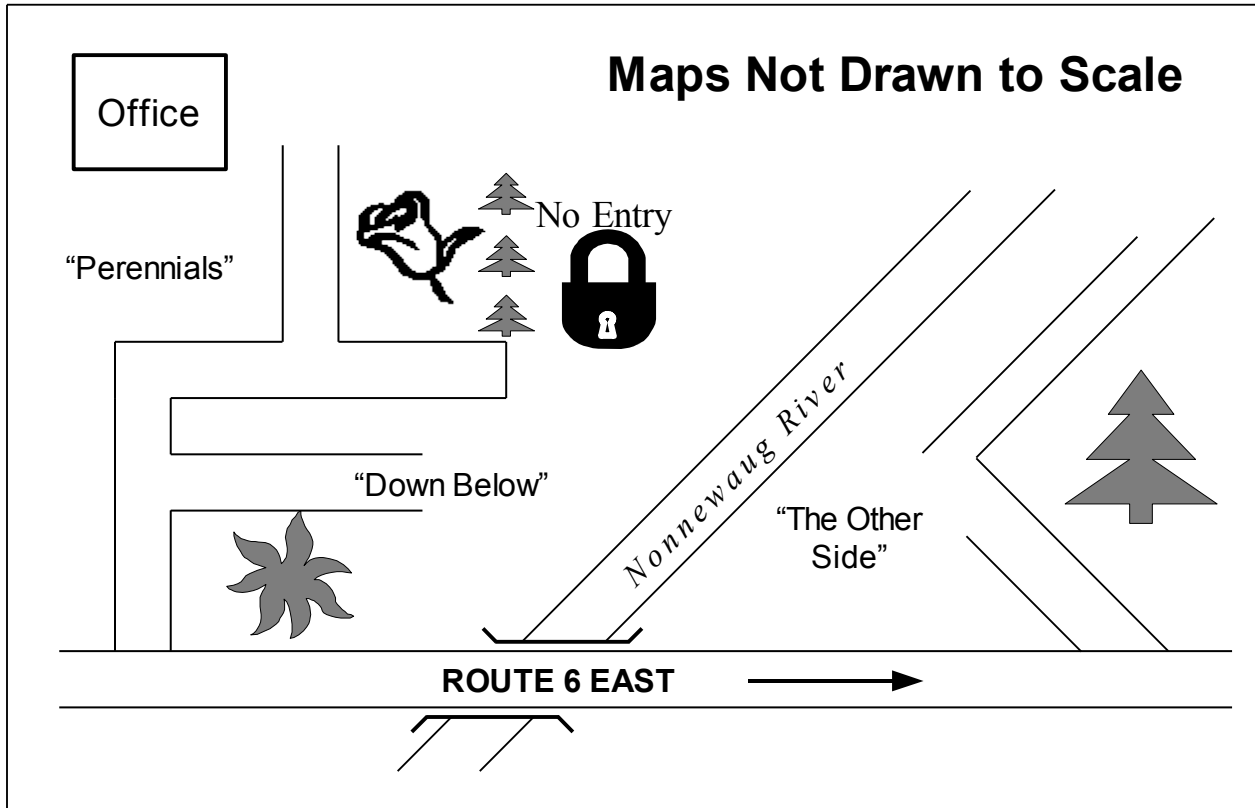 Maps Not Drawn to Scale
Office
No Entry
“Perennials”
“Down Below”
Nonnewaug River
“The Other
Side”
ROUTE 6 EAST